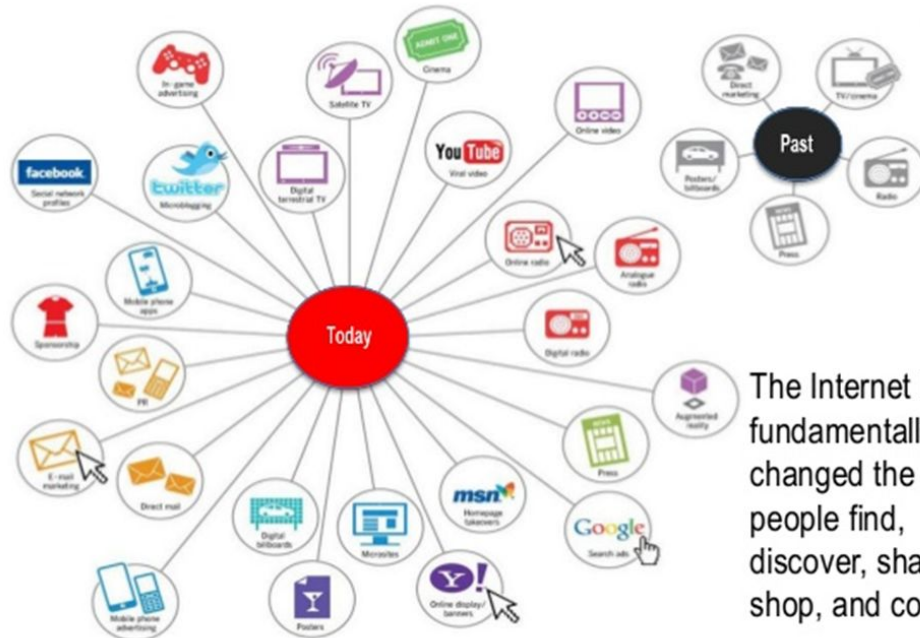 ADMIT ONE
Cinema
In-game
advertising
Satellite TV
Online video
Direct
marketing
TV/cinema
Past
Posters/
billboards
Radio
NEWS
Press
facebook
Social network
profiles
twitter
Microblogging
Digital
terrestrial TV
YouTube
Viral video
Online radio
Analogue
radio
Mobile phone
apps
Sponsorship
Today
Digital radio
PR
Augmented
reality
E-mail
marketing
Direct mail
NEWS
Press
Digital
billboards
Microsites
msn
Homepage
takeovers
Google
Search ads
Mobile phone
advertising
Posters
Y!
Online display/
banners
The Internet
fundamentall
changed the
people find,
discover, sha
shop, and co